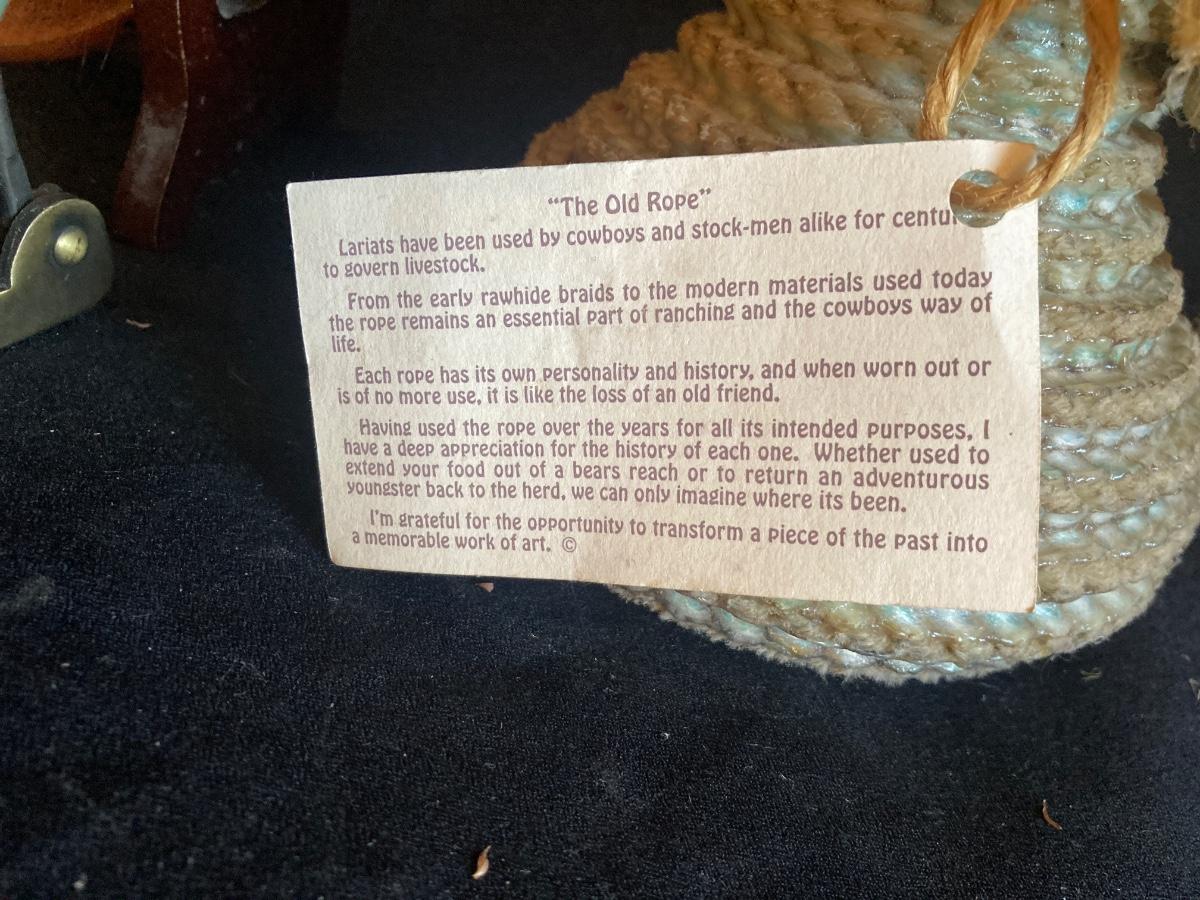 “The Old Rope”
Lariats have been used by cowboys and stock-men alike for
to govern livestock.
From the early rawhide braids to the modern materials used today
the rope remains an essential part of ranching and the cowboys way of
life.
Each rope has its own personality and history, and when worn out or
is of no more use, it is like the loss of an old friend.
Having used the rope over the years for all its intended purposes, I
have a deep appreciation for the history of each one. Whether used to
extend your food out of a bears reach or to return an adventurous
youngster back to the herd, we can only imagine where its been.
I'm grateful for the opportunity to transform a piece of the past into
a memorable work of art. ©